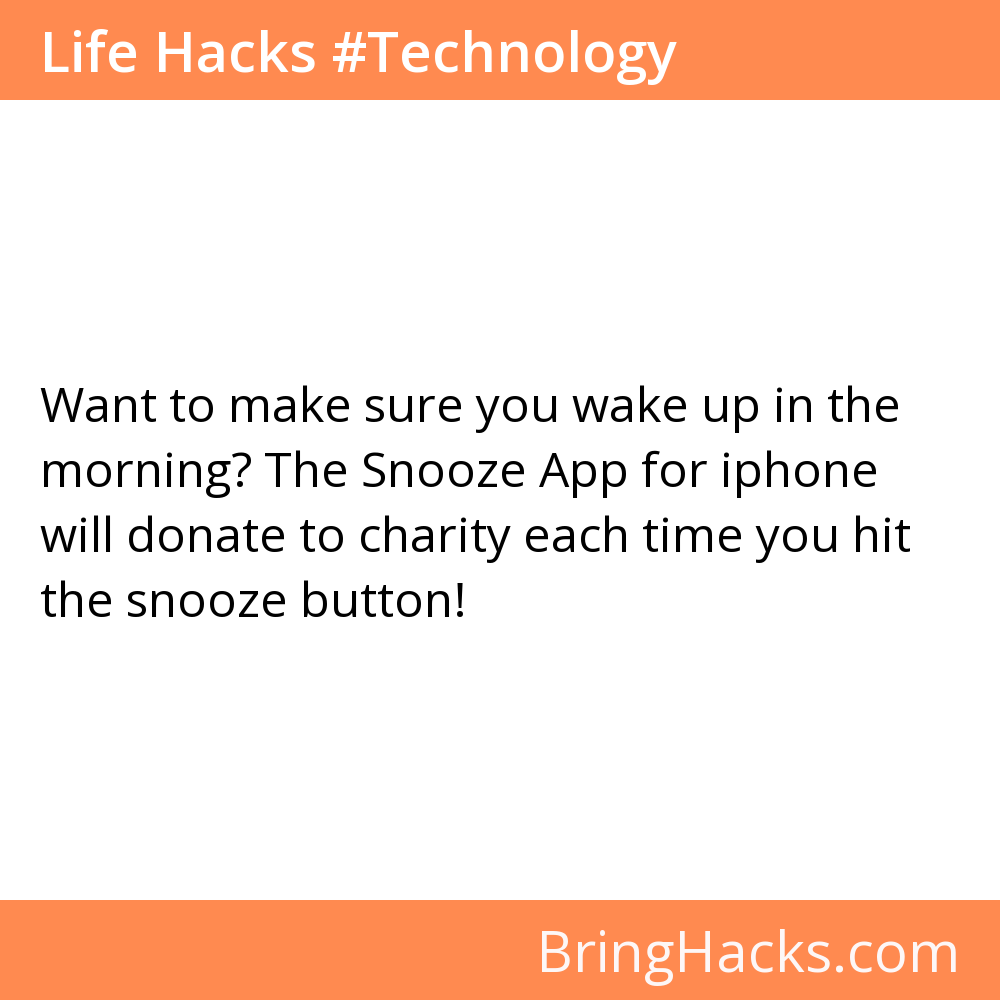 Life Hacks #Technology
Want to make sure you wake up in the
morning? The Snooze App for iphone
will donate to charity each time you hit
the snooze button!
BringHacks.com